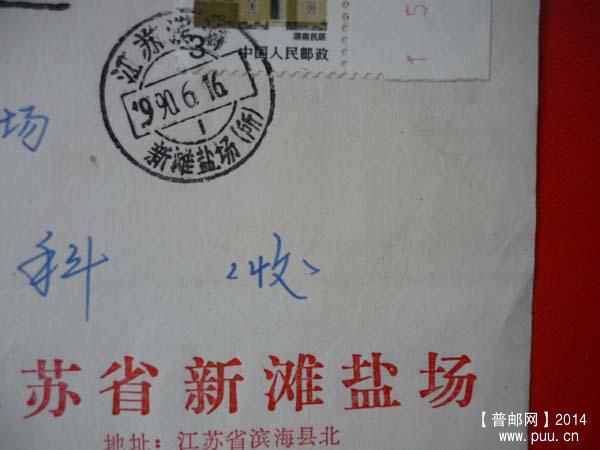 湖南民居
中国人民邮政
5
江苏
1990.6.16.
1
新滩盐场(所)
场
科 (收)
苏省新滩盐场
地址:江苏省滨海县北
【普邮网】2014
www.puu.cn